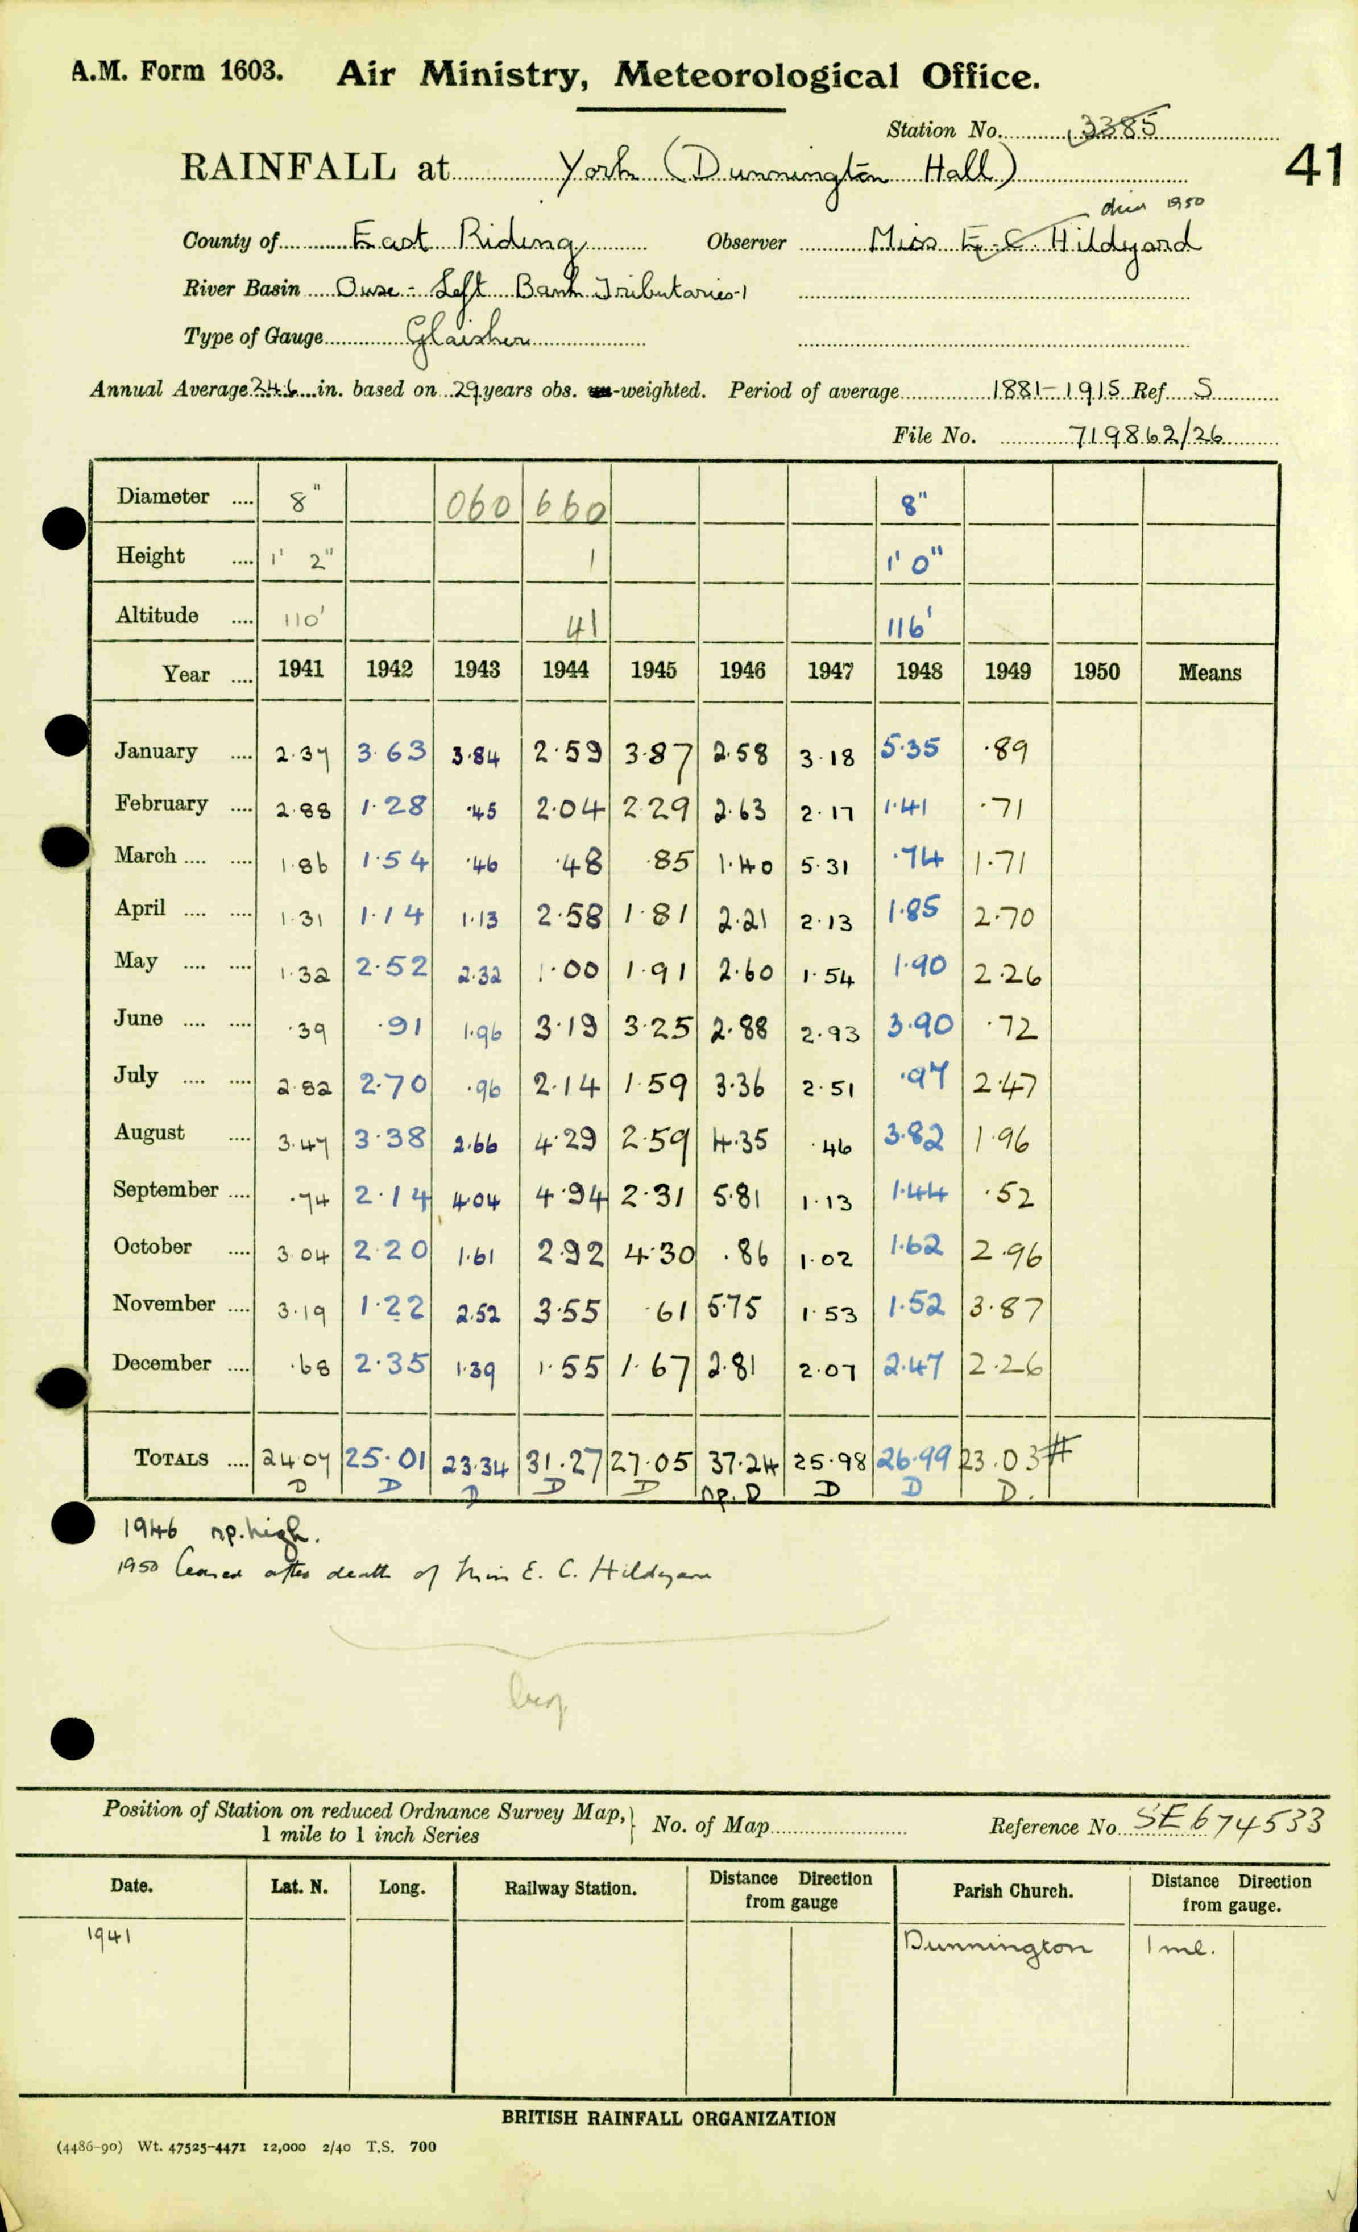 A.M. Form 1603. Air Ministry, Meteorological Office.
Station No. 3385
RAINFALL at York (Dunnington Hall) 41
died 1950
County of East Riding Observer Miss E. C. Hildyard
River Basin Ouse - Left Bank Tributaries-1
Type of Gauge Glaisher
Annual Average 24.6 in. based on 29 years obs. un-weighted. Period of average 1881-1915 Ref. S
File No. 719862/26
Diameter .... 8" 060 660 8"
Height .... 1' 2" 1 1' 0"
Altitude .... 110' 41 116'
Year .... 1941 1942 1943 1944 1945 1946 1947 1948 1949 1950 Means
January .... 2.37 3.63 3.84 2.59 3.87 2.58 3.18 5.35 .89
February .... 2.88 1.28 .45 2.04 2.29 2.63 2.17 1.41 .71
March .... .... 1.86 1.54 .46 .48 .85 1.40 5.31 .74 1.71
April .... .... 1.31 1.14 1.13 2.58 1.81 2.21 2.13 1.85 2.70
May .... .... 1.32 2.52 2.32 1.00 1.91 2.60 1.54 1.90 2.26
June .... .... .39 .91 1.96 3.19 3.25 2.88 2.93 3.90 .72
July .... .... 2.82 2.70 .96 2.14 1.59 3.36 2.51 .97 2.47
August .... 3.47 3.38 2.66 4.29 2.59 4.35 .46 3.82 1.96
September .... .74 2.14 4.04 4.94 2.31 5.81 1.13 1.44 .52
October .... 3.04 2.20 1.61 2.92 4.30 .86 1.02 1.62 2.96
November .... 3.19 1.22 2.52 3.55 .61 5.75 1.53 1.52 3.87
December .... .68 2.35 1.39 1.55 1.67 2.81 2.07 2.47 2.26
TOTALS .... 24.07 25.01 23.34 31.27 27.05 37.24 25.98 26.99 23.03 #
D D D D D np. D D D D.
1946 np. high.
1950 Ceased after death of Miss E. C. Hildyard
Position of Station on reduced Ordnance Survey Map, No. of Map Reference No. SE 674533
1 mile to 1 inch Series
Date. Lat. N. Long. Railway Station. Distance Direction from gauge Parish Church. Distance Direction from gauge.
1941 Dunnington 1 ml.
BRITISH RAINFALL ORGANIZATION
(4486-90) Wt. 47525-4471 12,000 2/40 T.S. 700